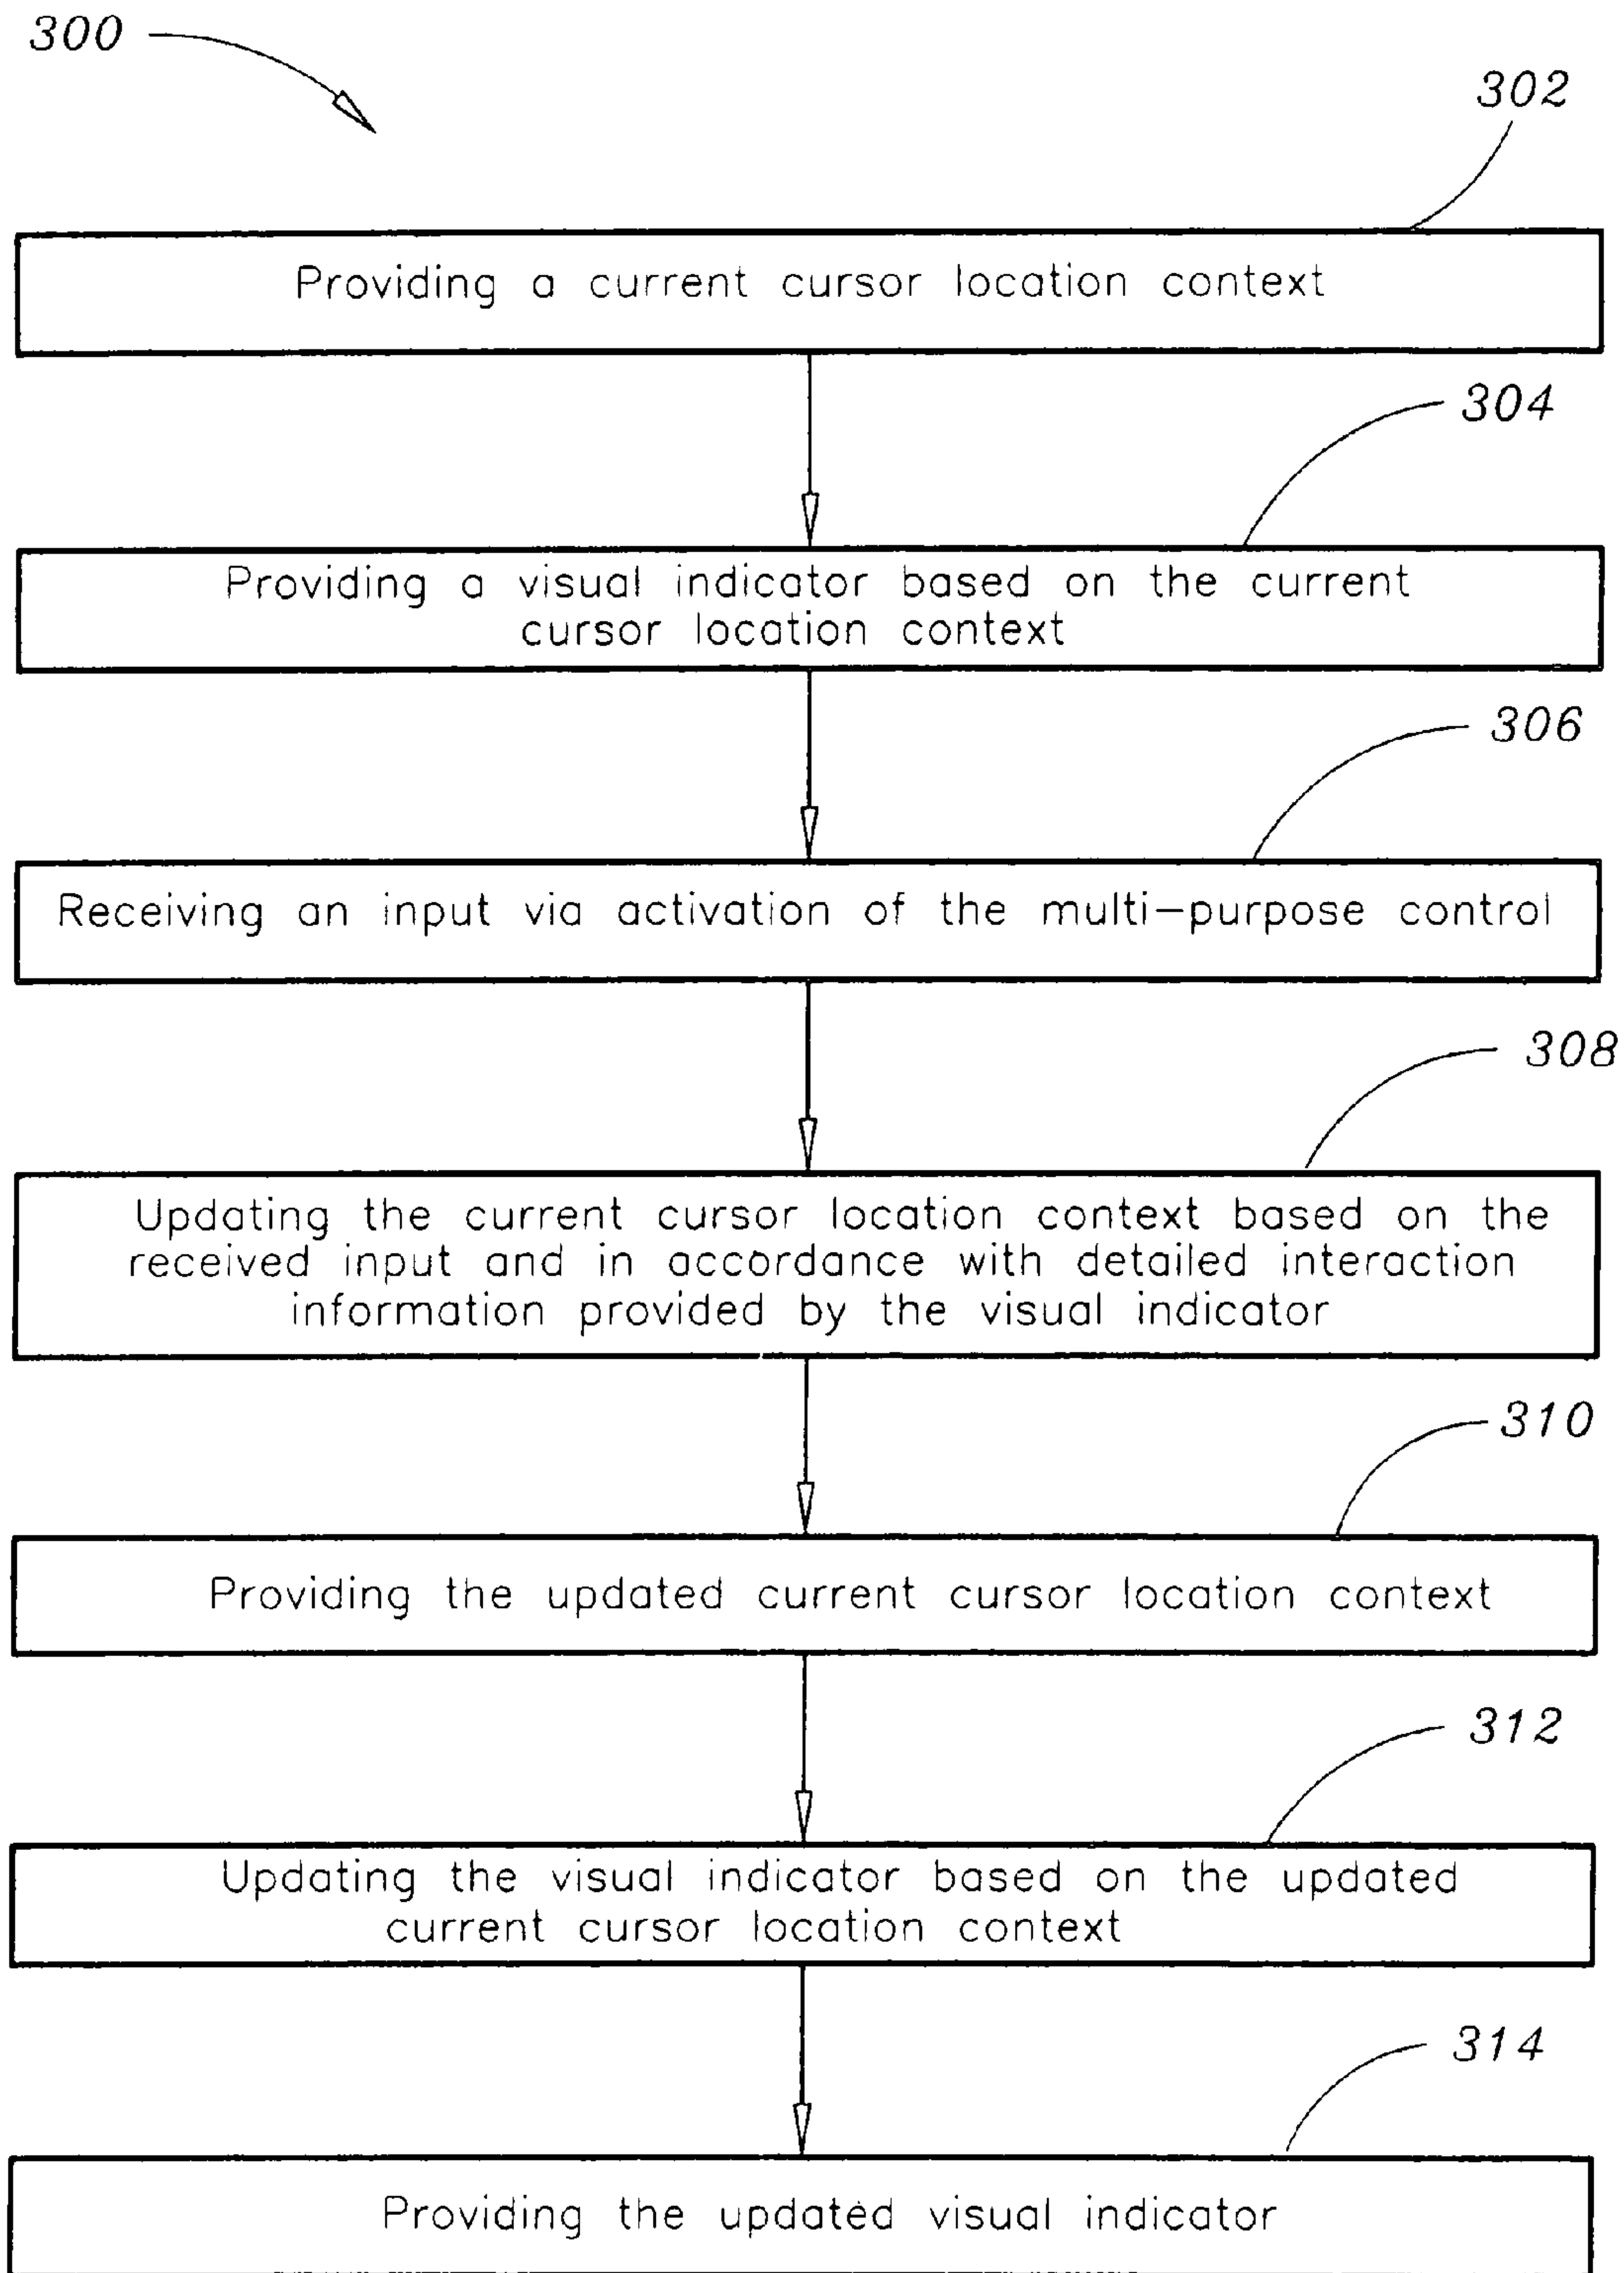 300
302
Providing a current cursor location context
304
Providing a visual indicator based on the current
cursor location context
306
Receiving an input via activation of the multi-purpose control
308
Updating the current cursor location context based on the
received input and in accordance with detailed interaction
information provided by the visual indicator
310
Providing the updated current cursor location context
312
Updating the visual indicator based on the updated
current cursor location context
314
Providing the updated visual indicator